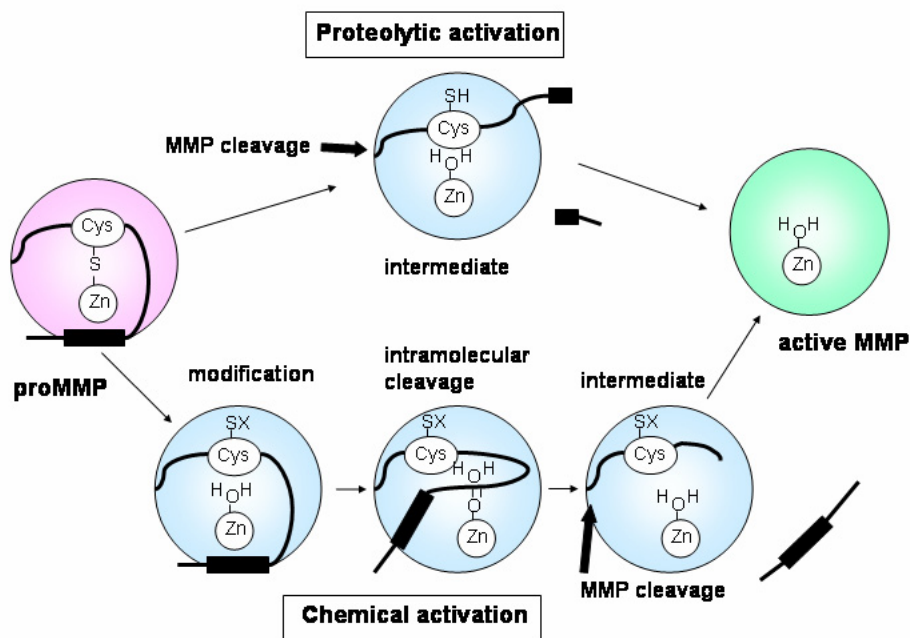 Proteolytic activation
SH
Cys
H H
O
Zn
MMP cleavage
intermediate
Cys
S
Zn
proMMP
H
O
H
Zn
active MMP
modification
SX
Cys
H H
O
Zn
intramolecular
cleavage
SX
Cys
H H
O
O
Zn
intermediate
SX
Cys
H H
O
Zn
MMP cleavage
Chemical activation